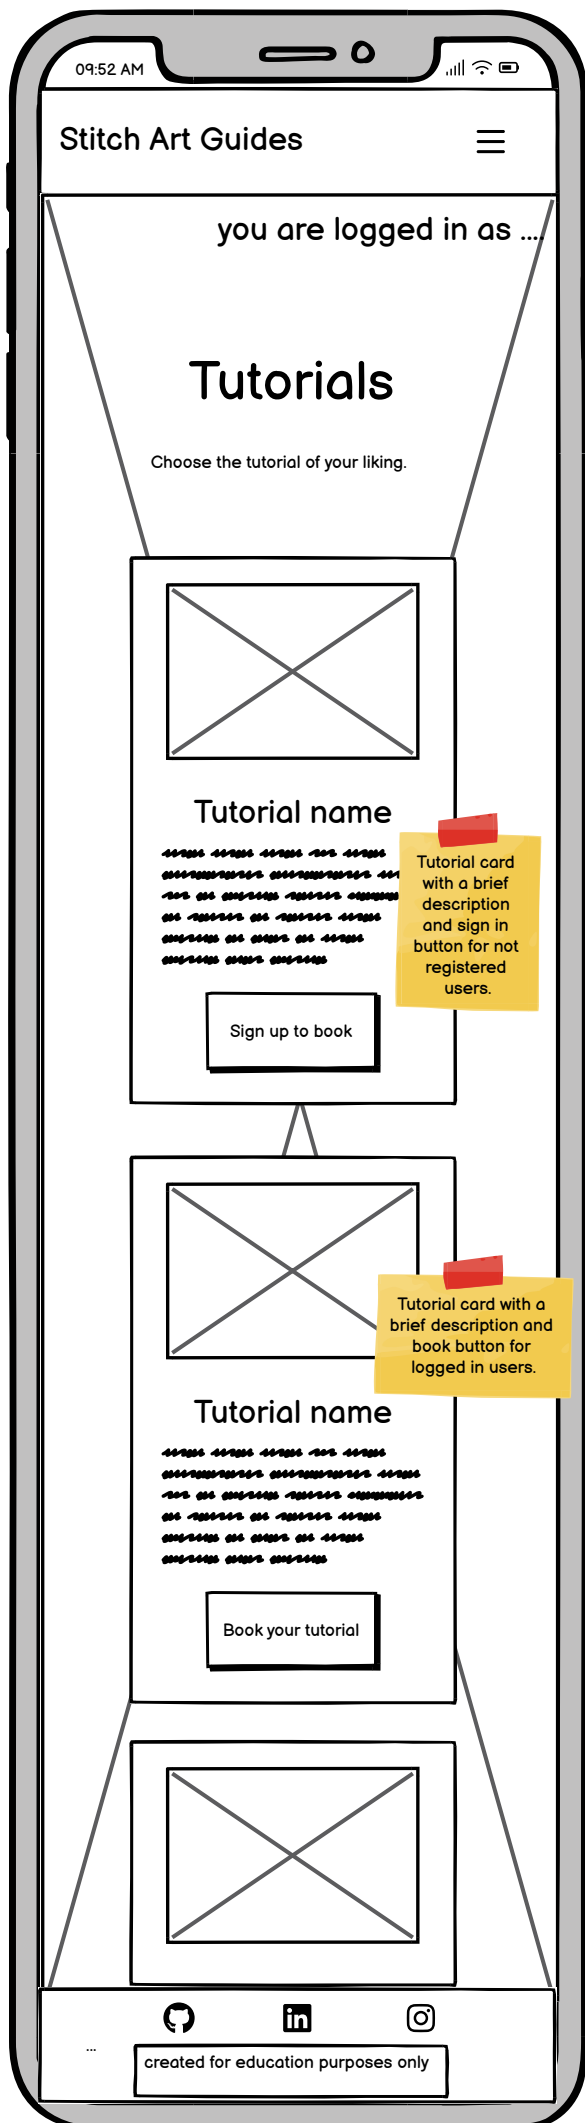 09:52 AM
Stitch Art Guides
you are logged in as ....
Tutorials
Choose the tutorial of your liking.
Tutorial name
Tutorial card
with a brief
description
and sign in
button for not
registered
users.
Sign up to book
Tutorial card with a
brief description and
book button for
logged in users.
Tutorial name
Book your tutorial
in
...
created for education purposes only